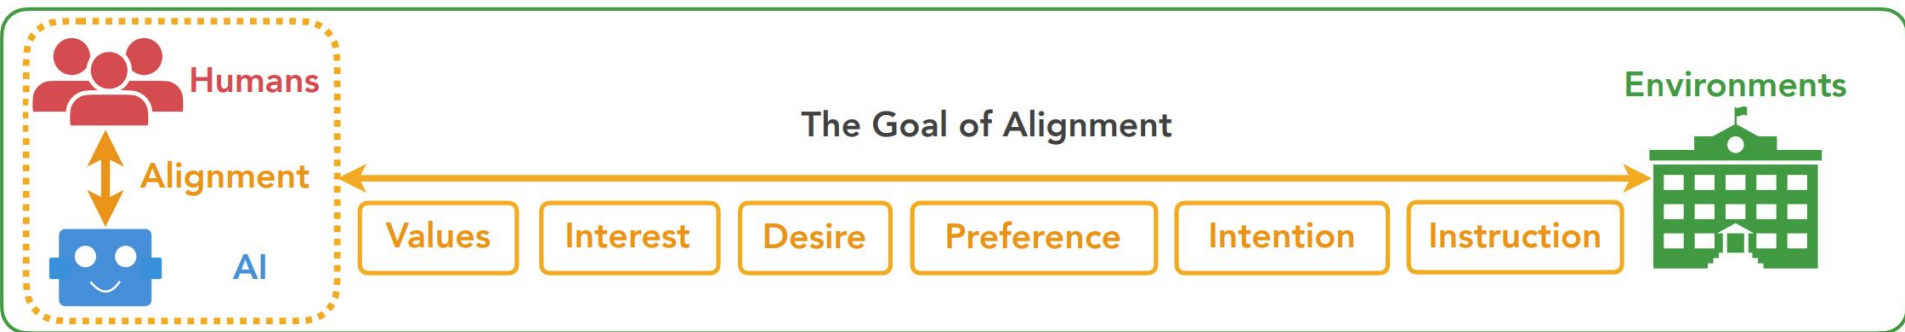 Humans
Alignment
AI
The Goal of Alignment
Values
Interest
Desire
Preference
Intention
Instruction
Environments